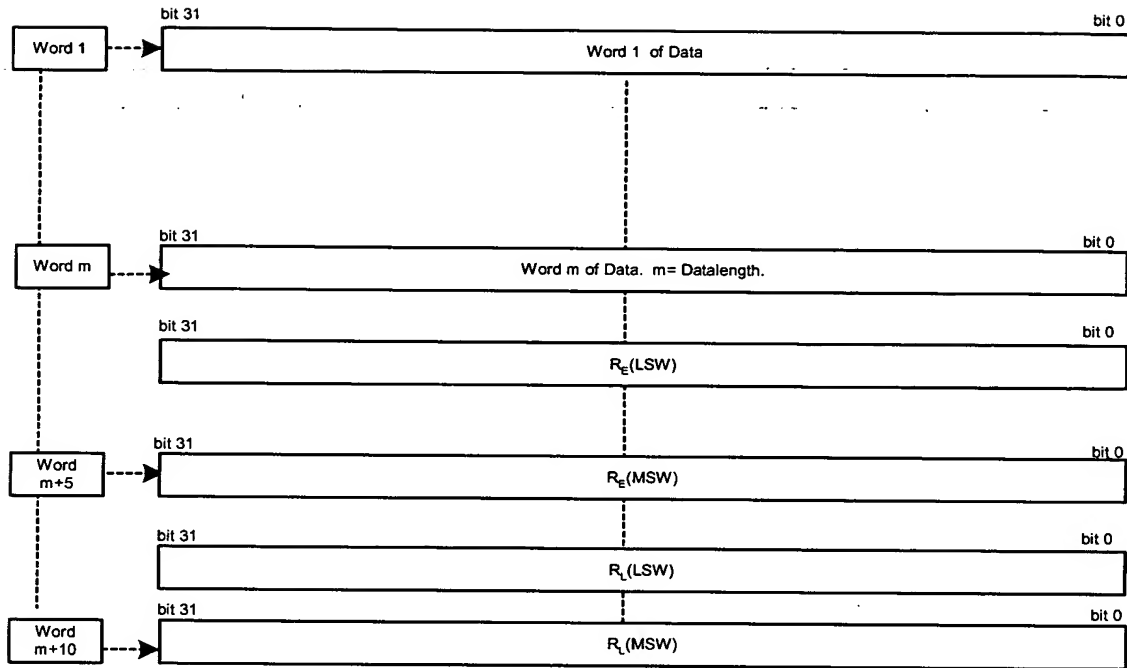 bit 31
bit 0
Word 1
Word 1 of Data
bit 31
bit 0
Word m
Word m of Data. m= Datalength.
bit 31
bit 0
R_E(LSW)
bit 31
bit 0
Word
m+5
R_E(MSW)
bit 31
bit 0
R_L(LSW)
bit 31
bit 0
Word
m+10
R_L(MSW)